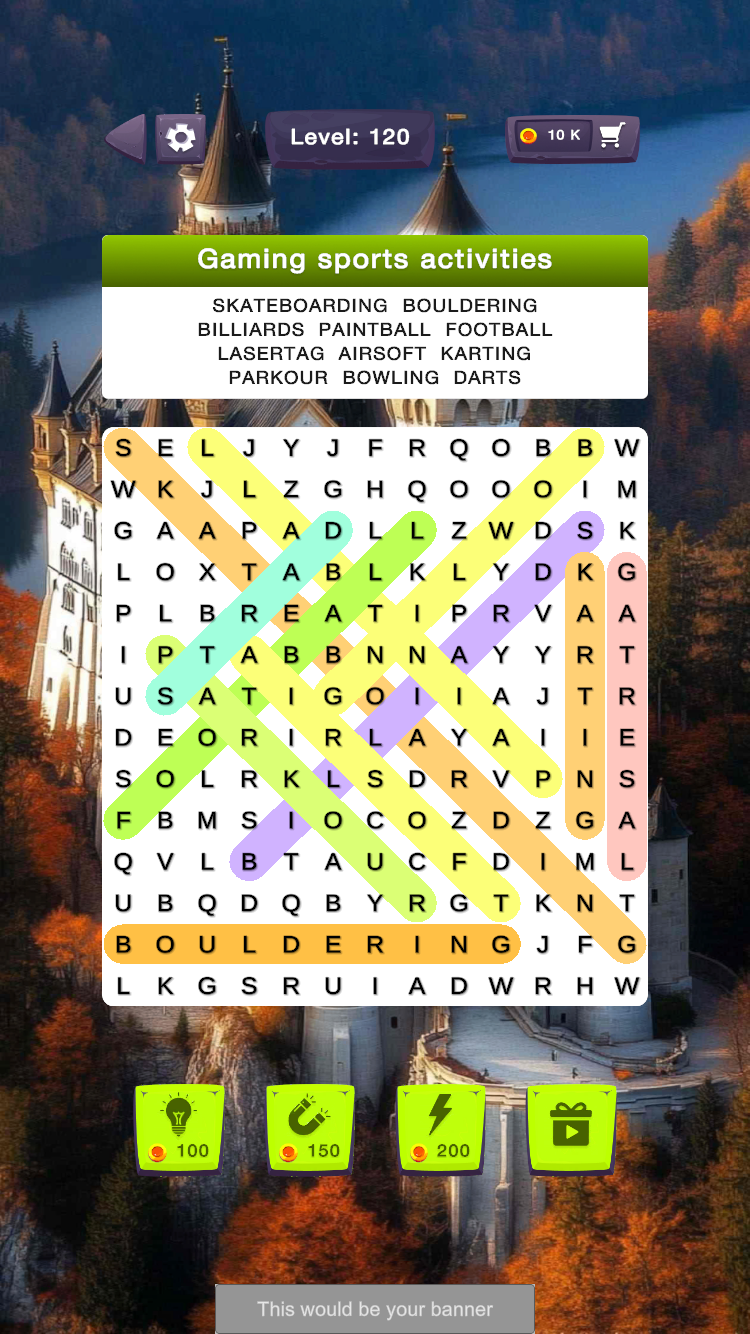 Level: 120
10 K
Gaming sports activities
SKATEBOARDING BOULDERING
BILLIARDS PAINTBALL FOOTBALL
LASERTAG AIRSOFT KARTING
PARKOUR BOWLING DARTS
S E L J Y J F R Q O B B W
W K J L Z G H Q O O O I M
G A A P A D L L Z W D S K
L O X T A B L K L Y D K G
P L B R E A T I P R V A A
I P T A B B N N A Y Y R T
U S A T I G O I I A J T R
D E O R I R L A Y A I I E
S O L R K L S D R V P N S
F B M S I O C O Z D Z G A
Q V L B T A U C F D I M L
U B Q D Q B Y R G T K N T
B O U L D E R I N G J F G
L K G S R U I A D W R H W
100 150 200
This would be your banner